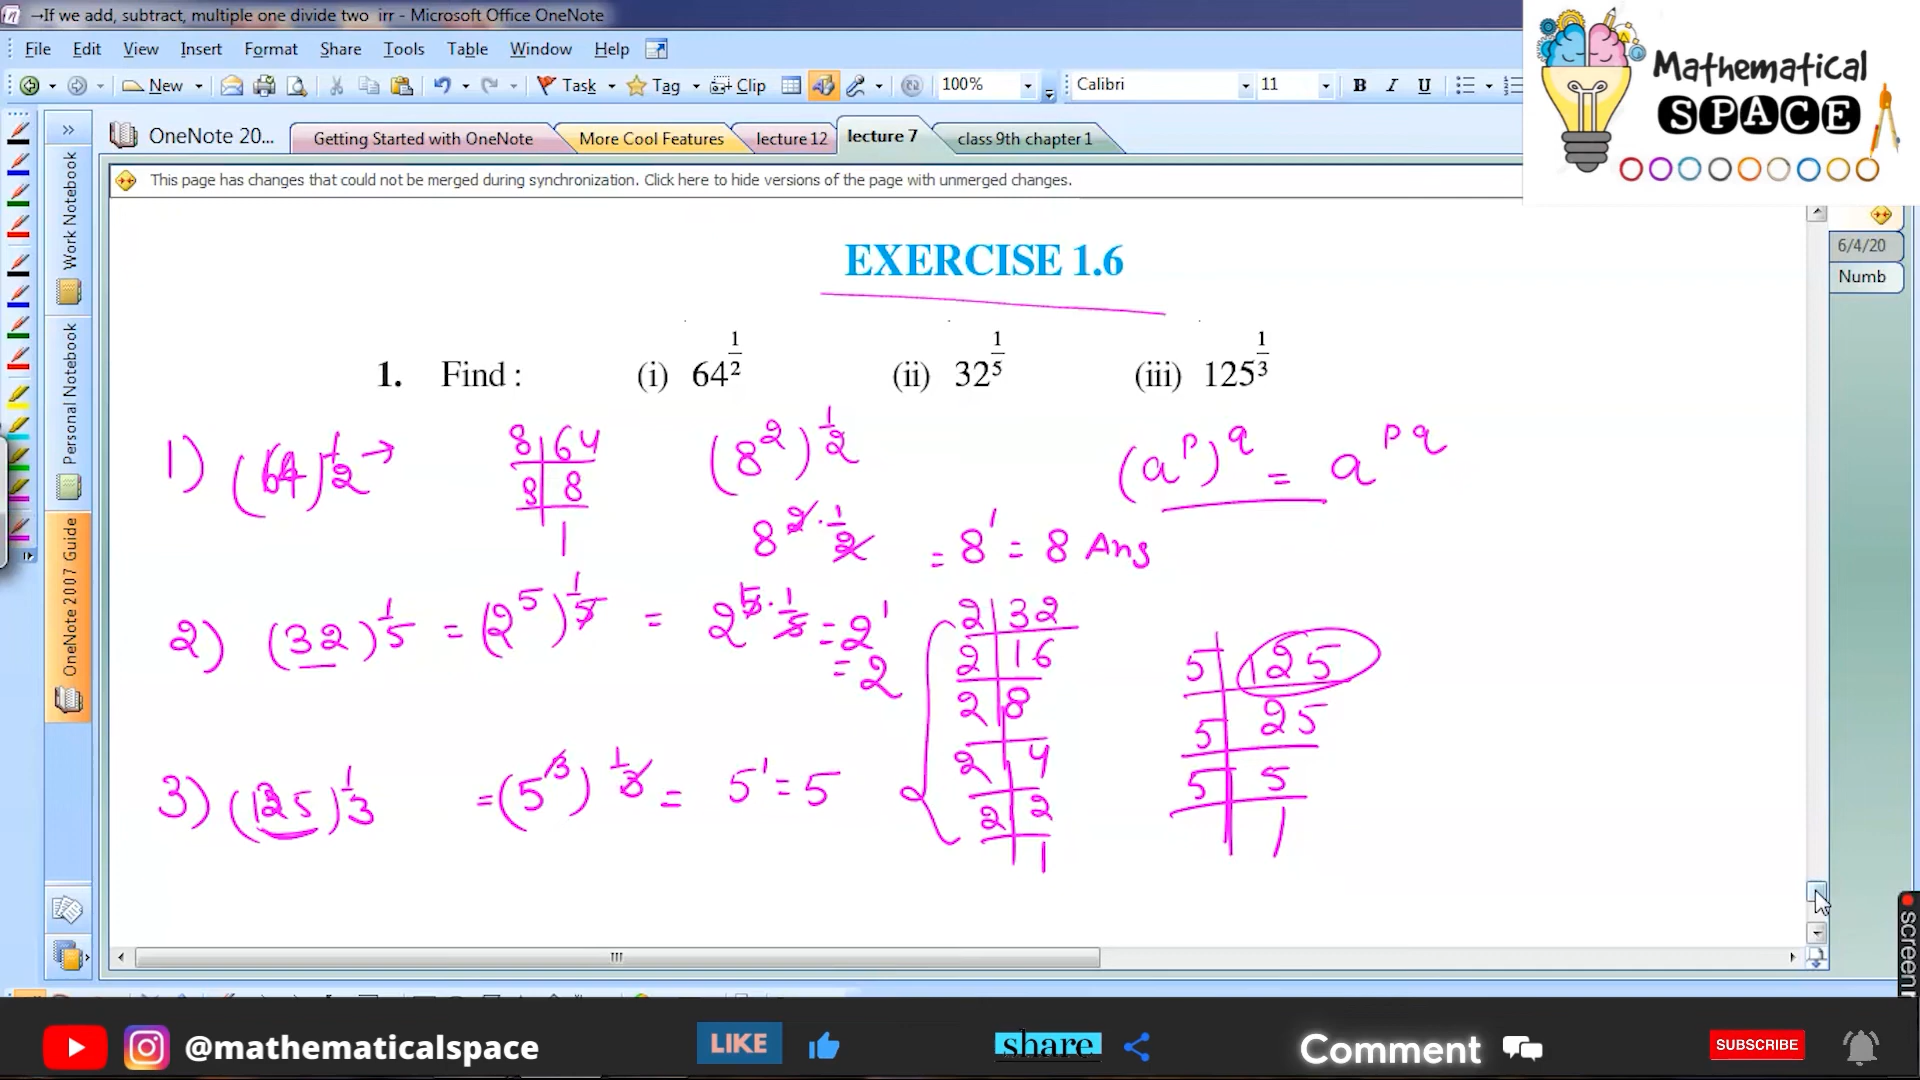 →If we add, subtract, multiple one divide two irr - Microsoft Office OneNote
File Edit View Insert Format Share Tools Table Window Help
New Task Tag Clip 100% Calibri 11 B I U
Mathematical
SPACE
OneNote 20... Getting Started with OneNote More Cool Features lecture 12 lecture 7 class 9th chapter 1
This page has changes that could not be merged during synchronization. Click here to hide versions of the page with unmerged changes.
Work Notebook
Personal Notebook
OneNote 2007 Guide
6/4/20
Numb
EXERCISE 1.6
1. Find : (i) 64^(1/2) (ii) 32^(1/5) (iii) 125^(1/3)
1) (64)^(1/2) → 8|64 (8^2)^(1/2) (a^p)^q = a^pq
8|8
1
8^(2·1/2) = 8^1 = 8 Ans
2) (32)^(1/5) = (2^5)^(1/5) = 2^(5·1/5) = 2^1
= 2
2|32
2|16
2|8
2|4
2|2
1
5|125
5|25
5|5
1
3) (125)^(1/3) = (5^3)^(1/3) = 5^1 = 5
screen
@mathematicalspace LIKE share Comment SUBSCRIBE